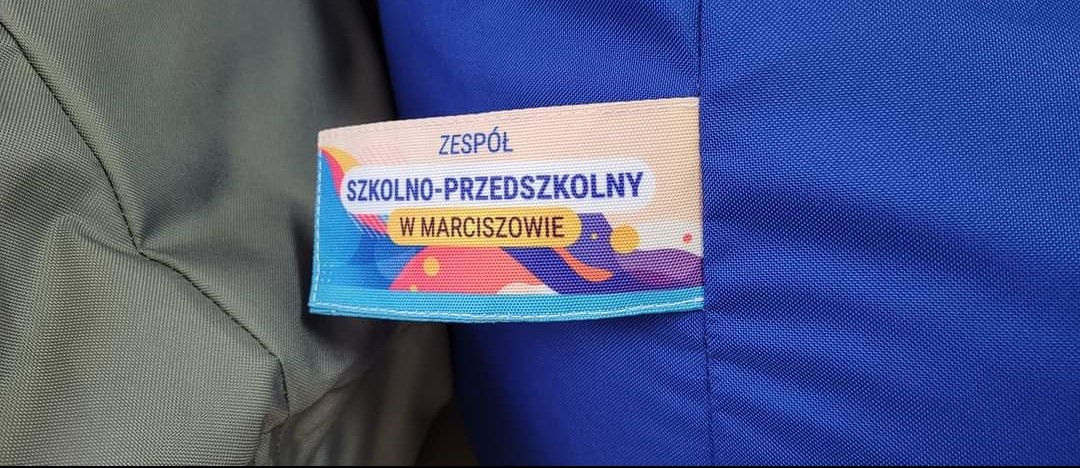 ZESPÓŁ
SZKOLNO-PRZEDSZKOLNY
W MARCISZOWIE